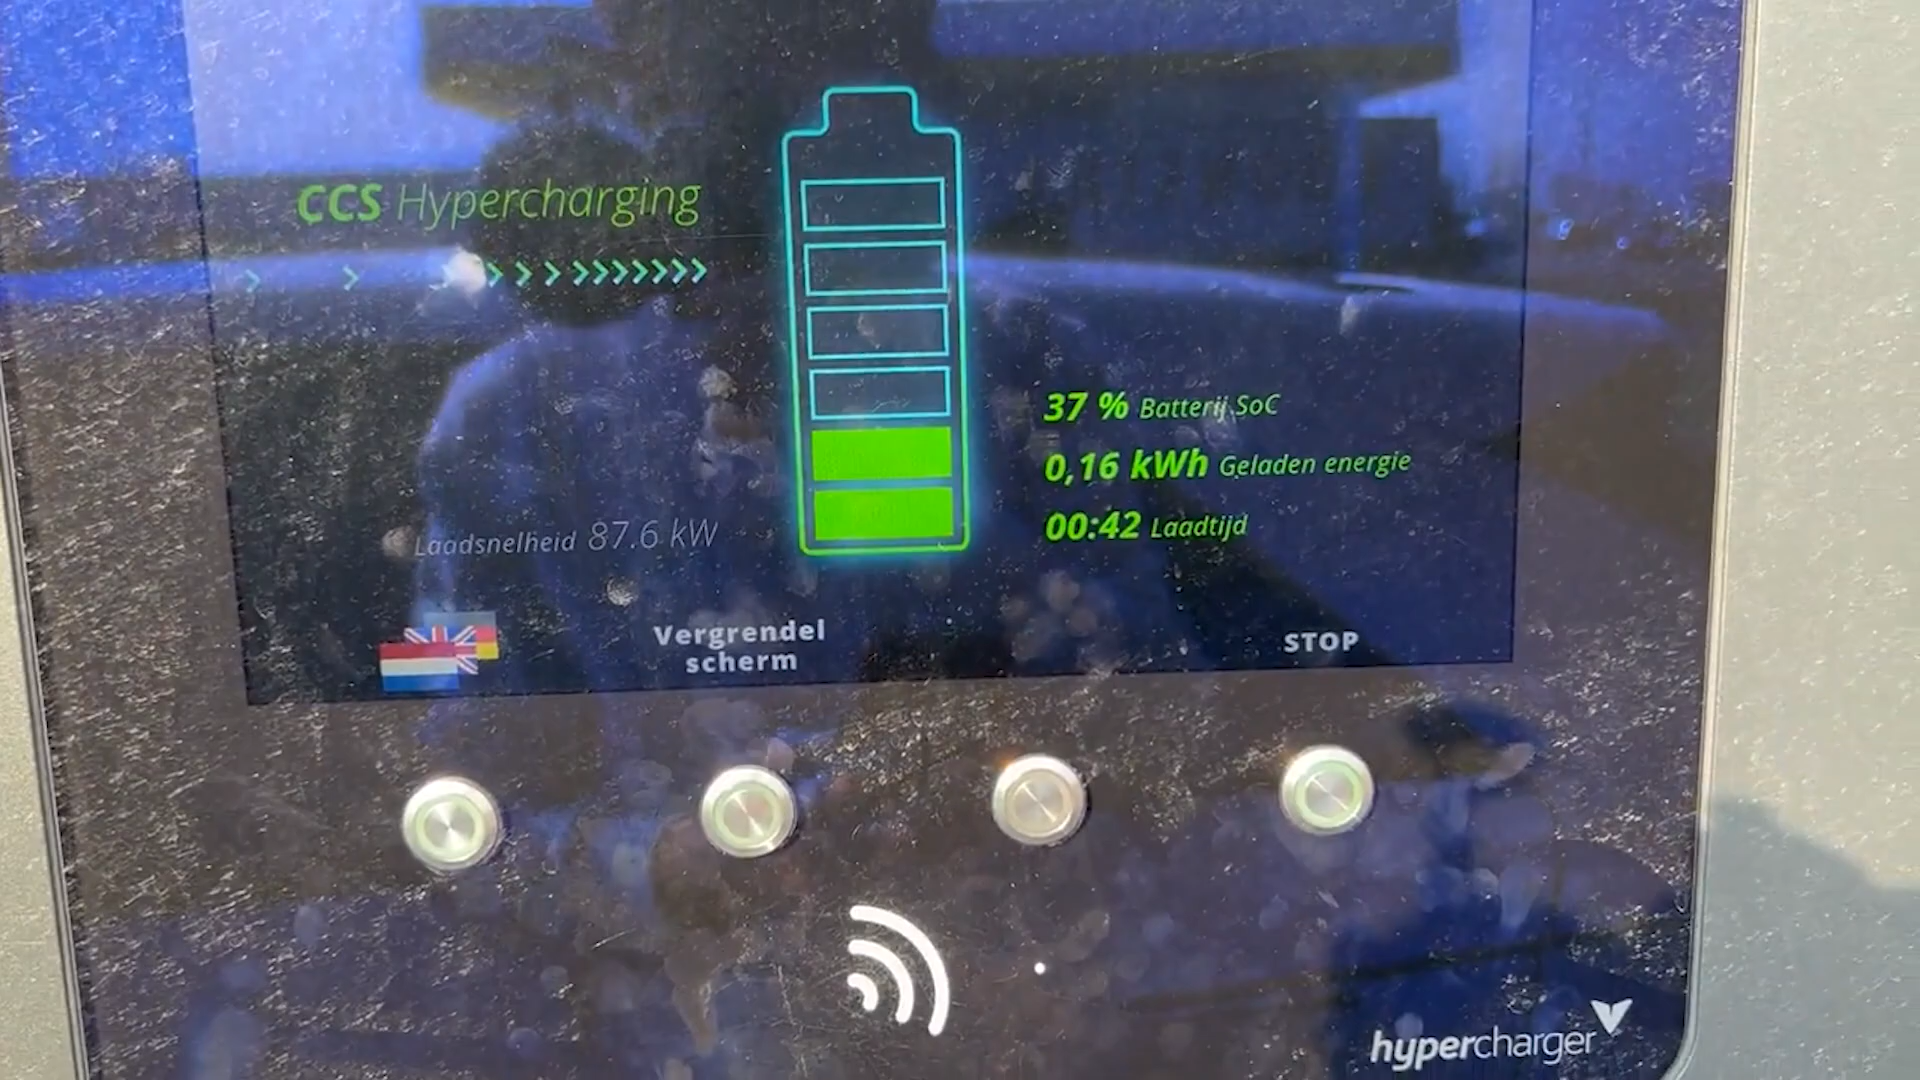 CCS Hypercharging
37 % Batterij SoC
0,16 kWh Geladen energie
00:42 Laadtijd
Laadsnelheid 87.6 kW
Vergrendel
scherm
STOP
hypercharger